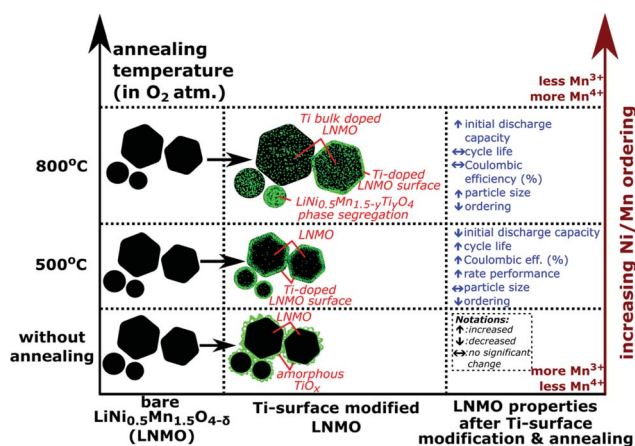 annealing
temperature
(in O2 atm.)
less Mn3+
more Mn4+
800ºC
Ti bulk doped
LNMO
Ti-doped
LNMO surface
LiNi0.5Mn1.5-yTiyO4
phase segregation
↑ initial discharge
capacity
↔cycle life
↔Coulombic
efficiency (%)
↑ particle size
↓ ordering
500ºC
LNMO
Ti-doped
LNMO surface
↓initial discharge capacity
↑ cycle life
↑ Coulombic eff. (%)
↑ rate performance
↔particle size
↓ ordering
without
annealing
LNMO
amorphous
TiOx
Notations:
↑ :increased
↓ :decreased
↔:no significant
change
more Mn3+
less Mn4+
increasing Ni/Mn ordering
bare
LiNi0.5Mn1.5O4-δ
(LNMO)
Ti-surface modified
LNMO
LNMO properties
after Ti-surface
modification & annealing